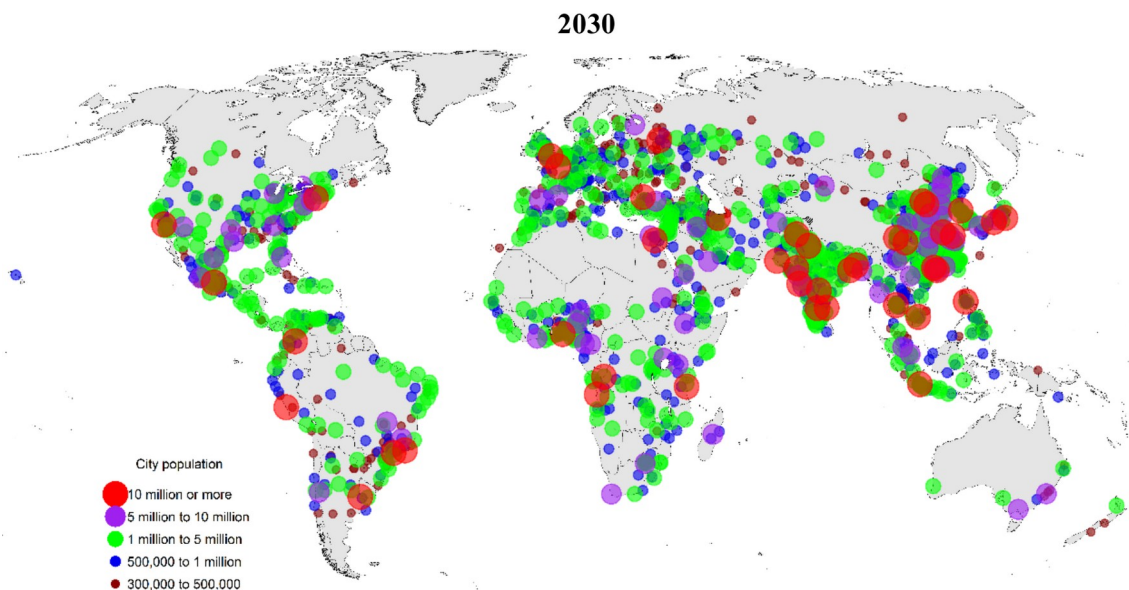 2030
City population
10 million or more
5 million to 10 million
1 million to 5 million
500,000 to 1 million
300,000 to 500.000